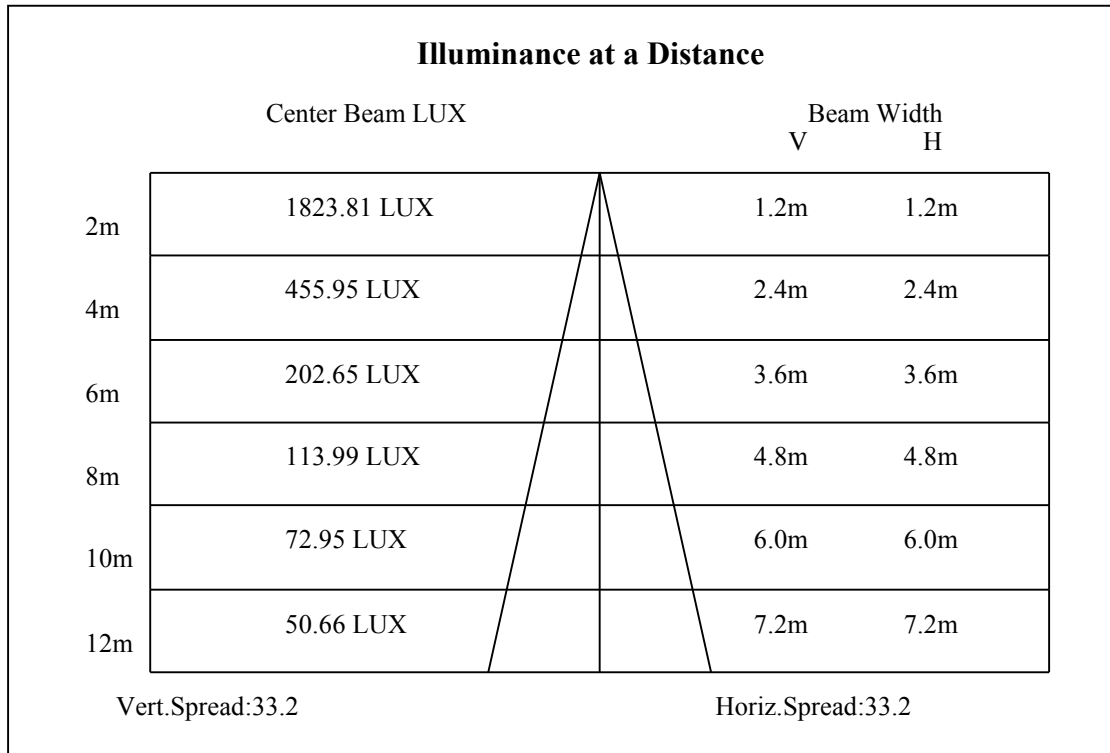 Illuminance at a Distance
Center Beam LUX Beam Width
V H
2m 1823.81 LUX 1.2m 1.2m
4m 455.95 LUX 2.4m 2.4m
6m 202.65 LUX 3.6m 3.6m
8m 113.99 LUX 4.8m 4.8m
10m 72.95 LUX 6.0m 6.0m
12m 50.66 LUX 7.2m 7.2m
Vert.Spread:33.2 Horiz.Spread:33.2